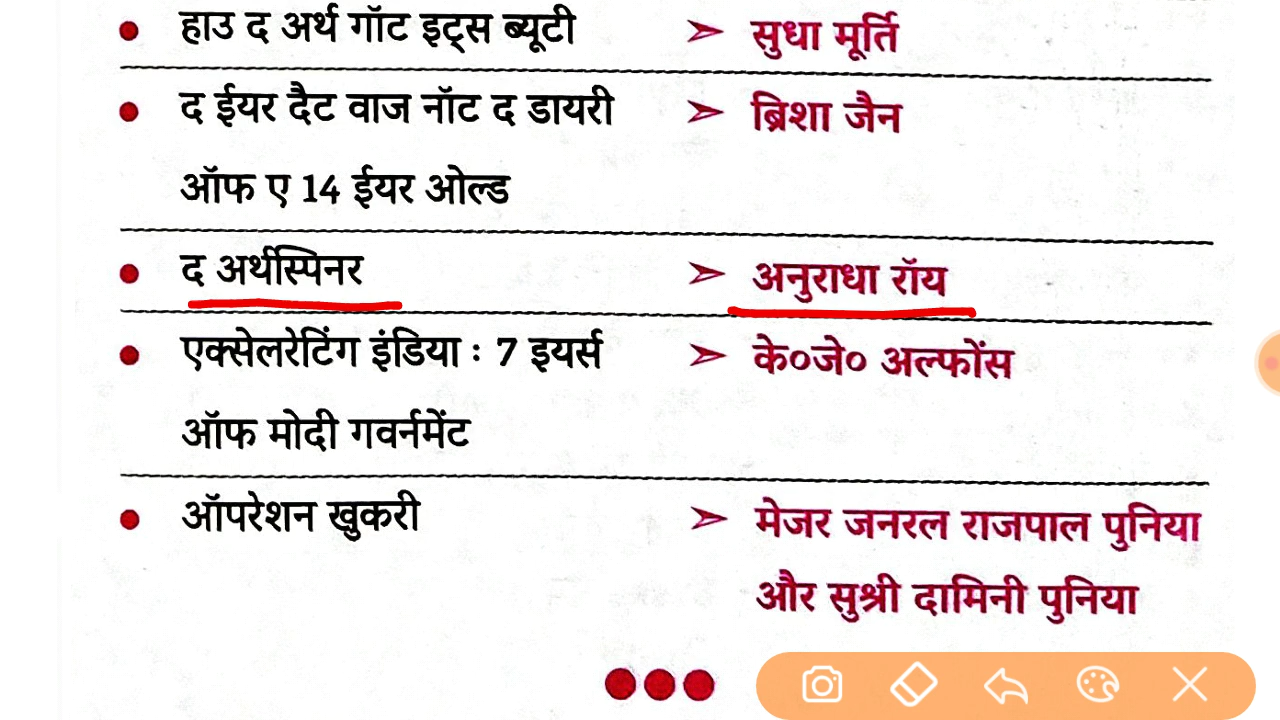 हाउ द अर्थ गॉट इट्स ब्यूटी ➢ सुधा मूर्ति
द ईयर दैट वाज नॉट द डायरी ➢ ब्रिशा जैन
ऑफ ए 14 ईयर ओल्ड
द अर्थस्पिनर ➢ अनुराधा रॉय
एक्सेलरेटिंग इंडिया : 7 इयर्स ➢ के०जे० अल्फोंस
ऑफ मोदी गवर्नमेंट
ऑपरेशन खुकरी ➢ मेजर जनरल राजपाल पुनिया
और सुश्री दामिनी पुनिया